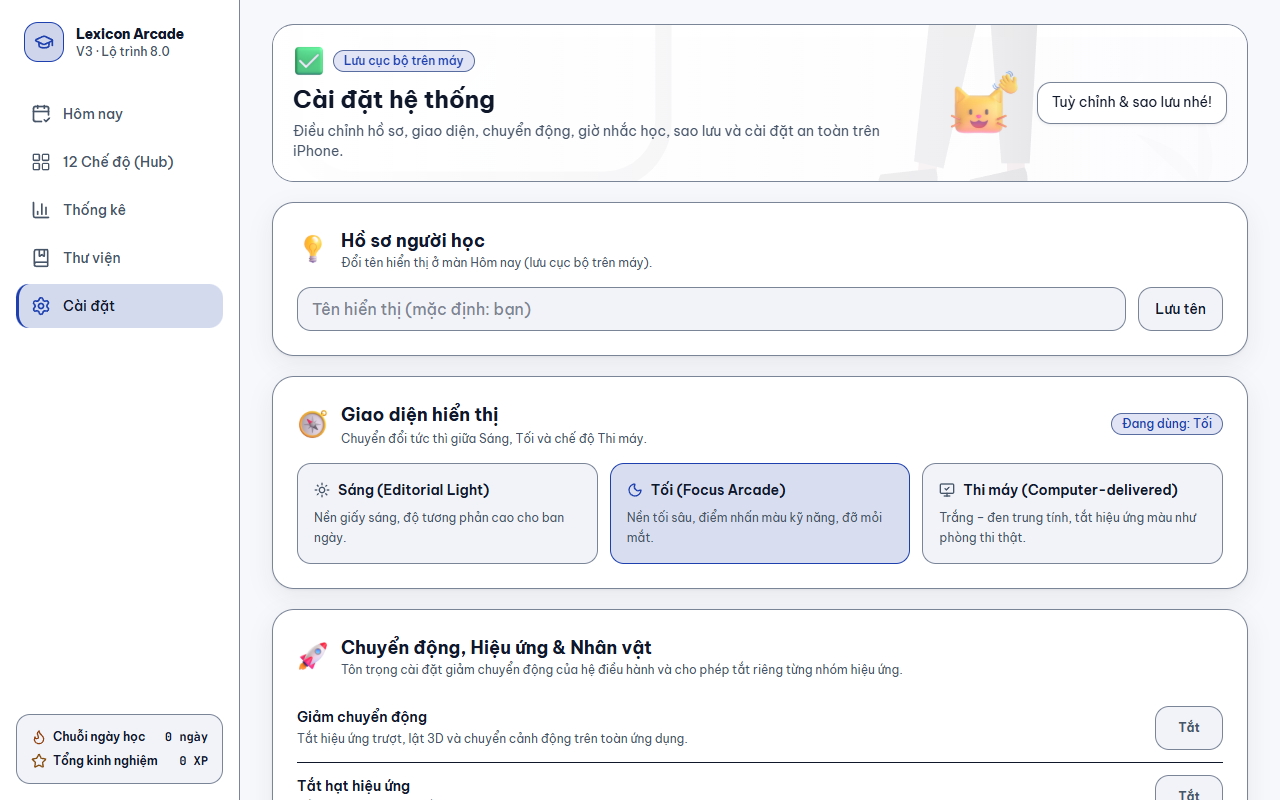 Lexicon Arcade
V3 · Lộ trình 8.0
Hôm nay
12 Chế độ (Hub)
Thống kê
Thư viện
Cài đặt
Chuỗi ngày học 0 ngày
Tổng kinh nghiệm 0 XP
Lưu cục bộ trên máy
Cài đặt hệ thống
Điều chỉnh hồ sơ, giao diện, chuyển động, giờ nhắc học, sao lưu và cài đặt an toàn trên
iPhone.
Tuỳ chỉnh & sao lưu nhé!
Hồ sơ người học
Đổi tên hiển thị ở màn Hôm nay (lưu cục bộ trên máy).
Tên hiển thị (mặc định: bạn)
Lưu tên
Giao diện hiển thị
Chuyển đổi tức thì giữa Sáng, Tối và chế độ Thi máy.
Đang dùng: Tối
Sáng (Editorial Light)
Nền giấy sáng, độ tương phản cao cho ban
ngày.
Tối (Focus Arcade)
Nền tối sâu, điểm nhấn màu kỹ năng, đỡ mỏi
mắt.
Thi máy (Computer-delivered)
Trắng – đen trung tính, tắt hiệu ứng màu như
phòng thi thật.
Chuyển động, Hiệu ứng & Nhân vật
Tôn trọng cài đặt giảm chuyển động của hệ điều hành và cho phép tắt riêng từng nhóm hiệu ứng.
Giảm chuyển động
Tắt hiệu ứng trượt, lật 3D và chuyển cảnh động trên toàn ứng dụng.
Tắt
Tắt hạt hiệu ứng
Tắt